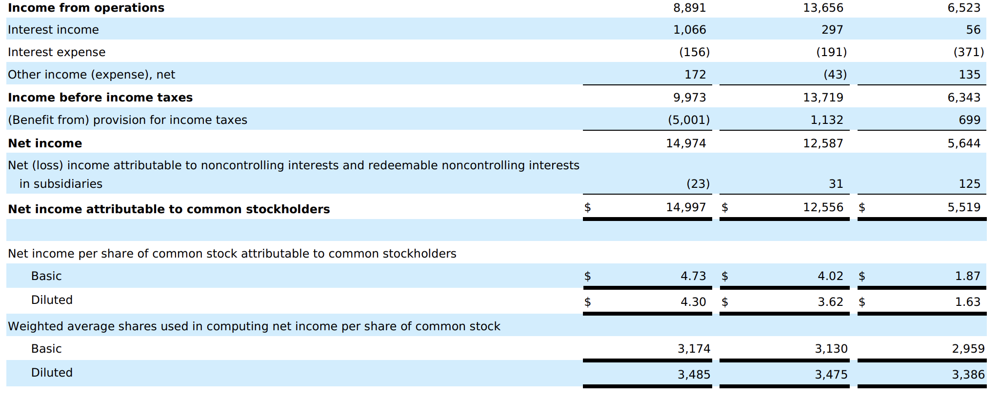 Income from operations 8,891 13,656 6,523
Interest income 1,066 297 56
Interest expense (156) (191) (371)
Other income (expense), net 172 (43) 135
Income before income taxes 9,973 13,719 6,343
(Benefit from) provision for income taxes (5,001) 1,132 699
Net income 14,974 12,587 5,644
Net (loss) income attributable to noncontrolling interests and redeemable noncontrolling interests
in subsidiaries (23) 31 125
Net income attributable to common stockholders $ 14,997 $ 12,556 $ 5,519
Net income per share of common stock attributable to common stockholders
Basic $ 4.73 $ 4.02 $ 1.87
Diluted $ 4.30 $ 3.62 $ 1.63
Weighted average shares used in computing net income per share of common stock
Basic 3,174 3,130 2,959
Diluted 3,485 3,475 3,386